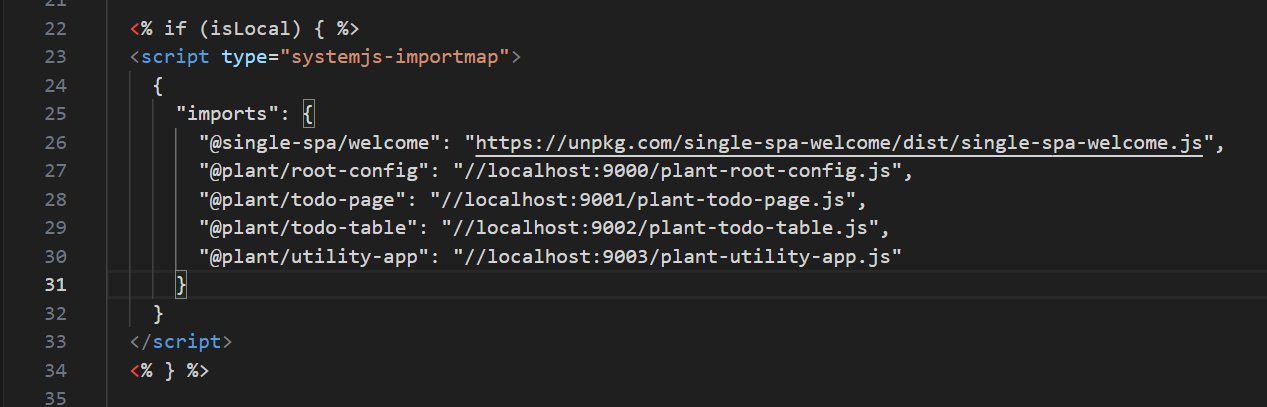 21
22 <% if (isLocal) { %>
23 <script type="systemjs-importmap">
24 {
25 "imports": {
26 "@single-spa/welcome": "https://unpkg.com/single-spa-welcome/dist/single-spa-welcome.js",
27 "@plant/root-config": "//localhost:9000/plant-root-config.js",
28 "@plant/todo-page": "//localhost:9001/plant-todo-page.js",
29 "@plant/todo-table": "//localhost:9002/plant-todo-table.js",
30 "@plant/utility-app": "//localhost:9003/plant-utility-app.js"
31 }
32 }
33 </script>
34 <% } %>
35